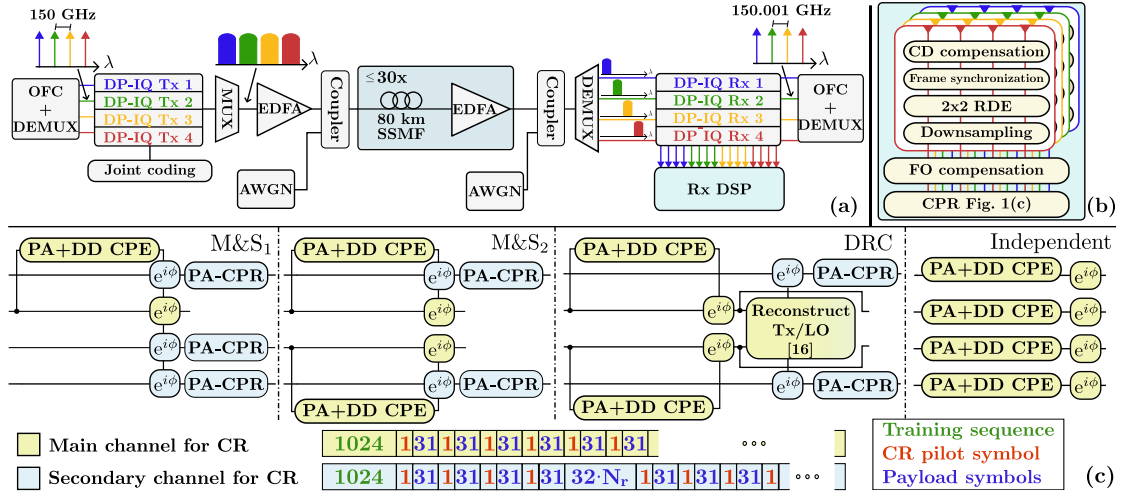 150 GHz
λ
OFC
+
DEMUX
DP-IQ Tx 1
DP-IQ Tx 2
DP-IQ Tx 3
DP-IQ Tx 4
Joint coding
MUX
λ
EDFA
Coupler
AWGN
≤30x
80 km
SSMF
EDFA
Coupler
AWGN
DEMUX
λ
λ
λ
λ
DP-IQ Rx 1
DP-IQ Rx 2
DP-IQ Rx 3
DP-IQ Rx 4
Rx DSP
150.001 GHz
λ
OFC
+
DEMUX
(a)
CD compensation
Frame synchronization
2x2 RDE
Downsampling
FO compensation
CPR Fig. 1(c)
(b)
M&S₁
PA+DD CPE
e^{iϕ} PA-CPR
e^{iϕ}
e^{iϕ} PA-CPR
e^{iϕ} PA-CPR
M&S₂
PA+DD CPE
e^{iϕ} PA-CPR
e^{iϕ}
e^{iϕ}
e^{iϕ} PA-CPR
PA+DD CPE
DRC
PA+DD CPE
e^{iϕ} PA-CPR
e^{iϕ}
Reconstruct
Tx/LO
[16]
e^{iϕ}
e^{iϕ} PA-CPR
PA+DD CPE
Independent
PA+DD CPE e^{iϕ}
PA+DD CPE e^{iϕ}
PA+DD CPE e^{iϕ}
PA+DD CPE e^{iϕ}
Main channel for CR
1024 1 31 1 31 1 31 1 31 1 31 1 31 ∘∘∘
Secondary channel for CR
1024 1 31 1 31 1 31 1 31 32·Nᵣ 1 31 1 31 1 31 1 ∘∘∘
Training sequence
CR pilot symbol
Payload symbols
(c)